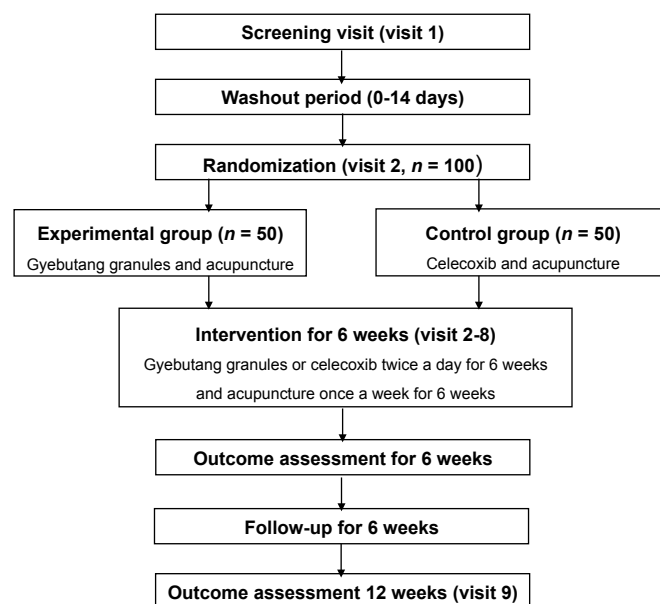 Screening visit (visit 1)
Washout period (0-14 days)
Randomization (visit 2, n = 100)
Experimental group (n = 50)
Gyebutang granules and acupuncture
Control group (n = 50)
Celecoxib and acupuncture
Intervention for 6 weeks (visit 2-8)
Gyebutang granules or celecoxib twice a day for 6 weeks
and acupuncture once a week for 6 weeks
Outcome assessment for 6 weeks
Follow-up for 6 weeks
Outcome assessment 12 weeks (visit 9)